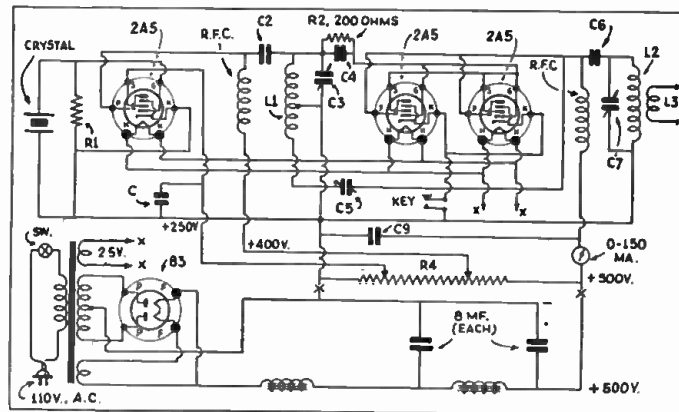 C2
R2, 200 OHMS
C6
2A5
R.F.C.
2A5
2A5
L2
CRYSTAL
C4
R.F.C
C3
L1
L3
R1
C7
C
C5
KEY
X
X
+250V.
C9
SW.
+400V.
0-150
MA.
X
2.5V.
X
83
R4
+500V.
X
X
8 MF.
(EACH)
110V., A.C.
+500V.
S
G
P
K
H
H
S
G
P
K
H
H
S
G
P
K
H
H
P
P
F
F